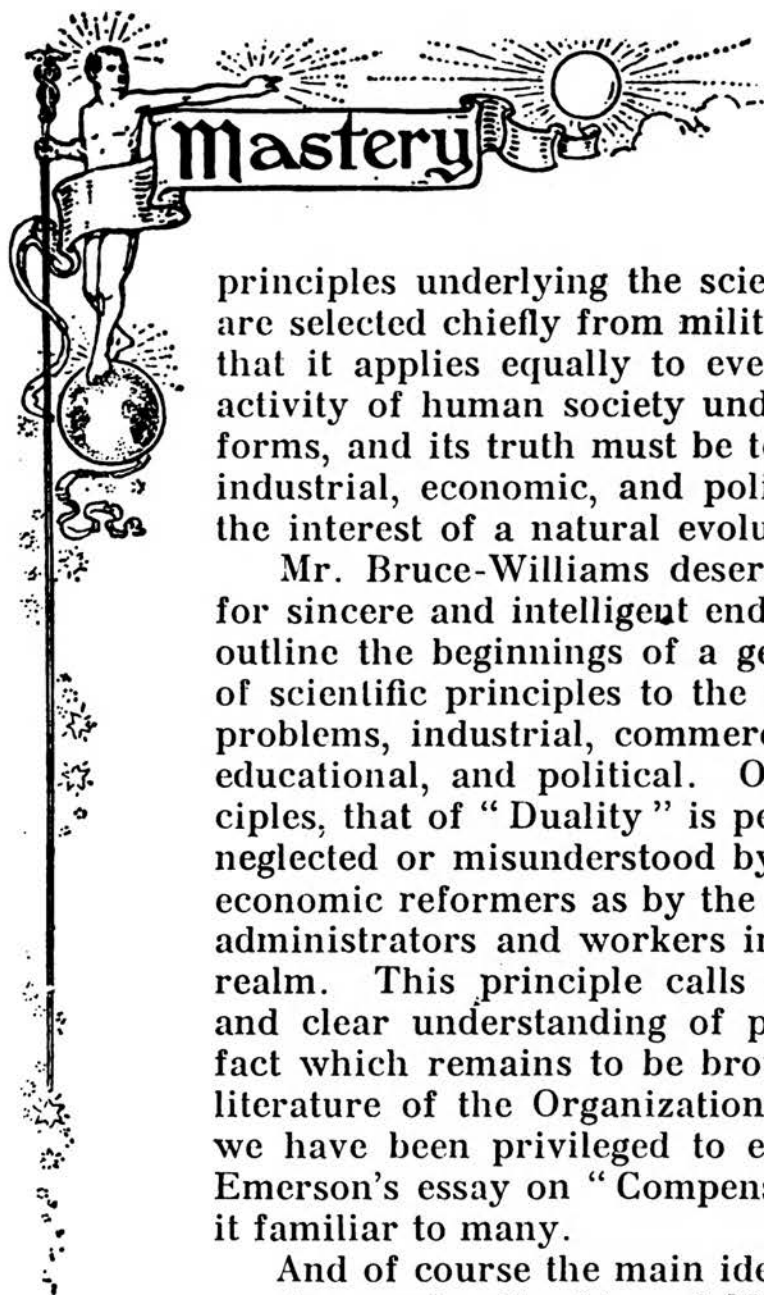 Mastery
principles underlying the scie
are selected chiefly from milit
that it applies equally to eve
activity of human society und
forms, and its truth must be t
industrial, economic, and poli
the interest of a natural evolu
Mr. Bruce-Williams deser
for sincere and intelligent end
outline the beginnings of a ge
of scientific principles to the
problems, industrial, commer
educational, and political. O
ciples, that of “ Duality ” is pe
neglected or misunderstood by
economic reformers as by the
administrators and workers in
realm. This principle calls
and clear understanding of p
fact which remains to be bro
literature of the Organization
we have been privileged to e
Emerson's essay on “ Compens
it familiar to many.
And of course the main ide